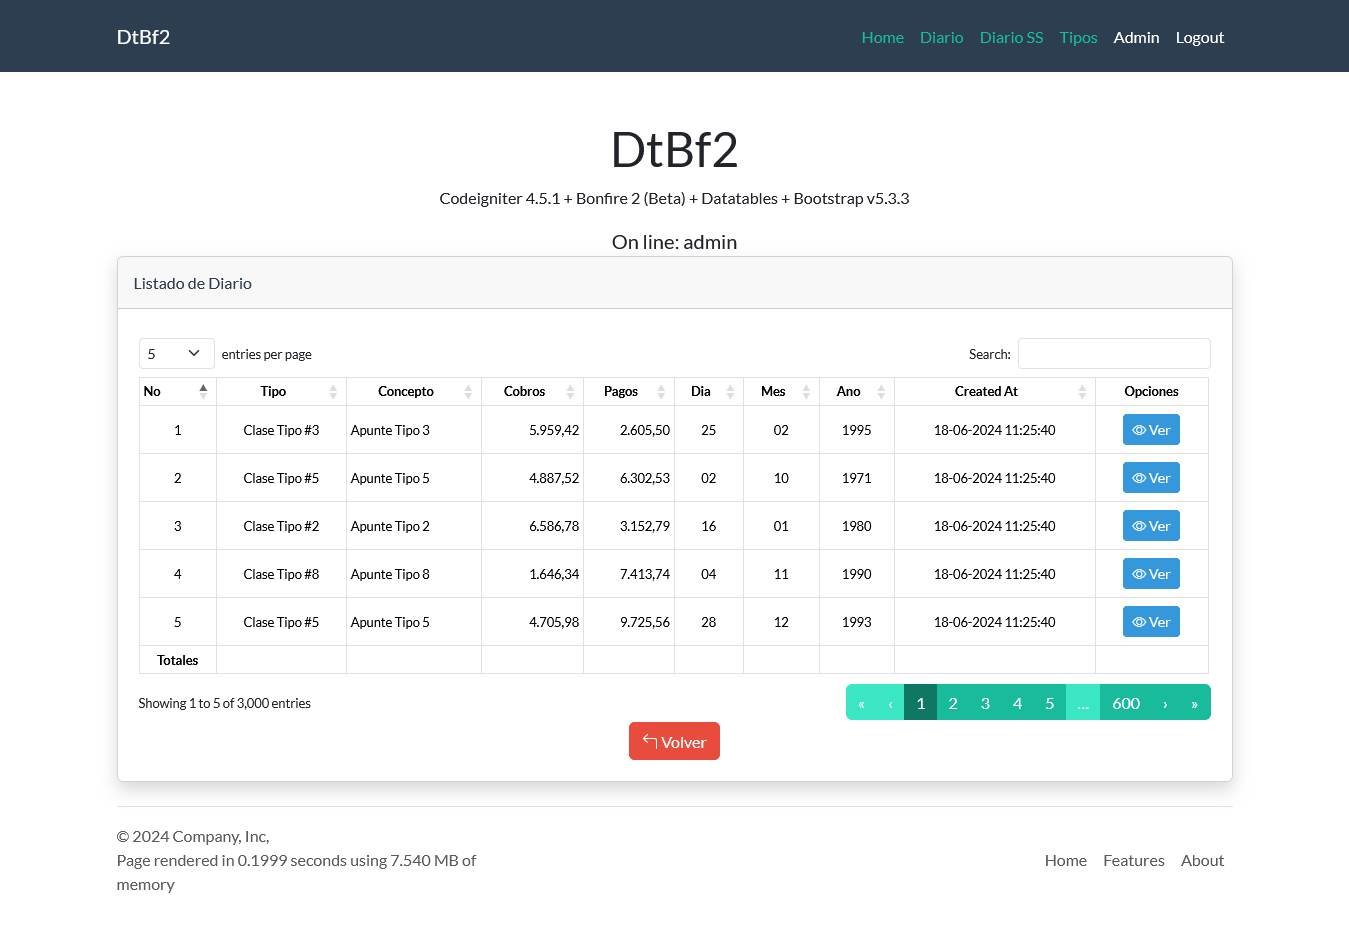 DtBf2 Home Diario Diario SS Tipos Admin Logout
DtBf2
Codeigniter 4.5.1 + Bonfire 2 (Beta) + Datatables + Bootstrap v5.3.3
On line: admin
Listado de Diario
5 entries per page Search:
No Tipo Concepto Cobros Pagos Dia Mes Ano Created At Opciones
1 Clase Tipo #3 Apunte Tipo 3 5.959,42 2.605,50 25 02 1995 18-06-2024 11:25:40 Ver
2 Clase Tipo #5 Apunte Tipo 5 4.887,52 6.302,53 02 10 1971 18-06-2024 11:25:40 Ver
3 Clase Tipo #2 Apunte Tipo 2 6.586,78 3.152,79 16 01 1980 18-06-2024 11:25:40 Ver
4 Clase Tipo #8 Apunte Tipo 8 1.646,34 7.413,74 04 11 1990 18-06-2024 11:25:40 Ver
5 Clase Tipo #5 Apunte Tipo 5 4.705,98 9.725,56 28 12 1993 18-06-2024 11:25:40 Ver
Totales
Showing 1 to 5 of 3,000 entries « ‹ 1 2 3 4 5 … 600 › »
Volver
© 2024 Company, Inc,
Page rendered in 0.1999 seconds using 7.540 MB of Home Features About
memory